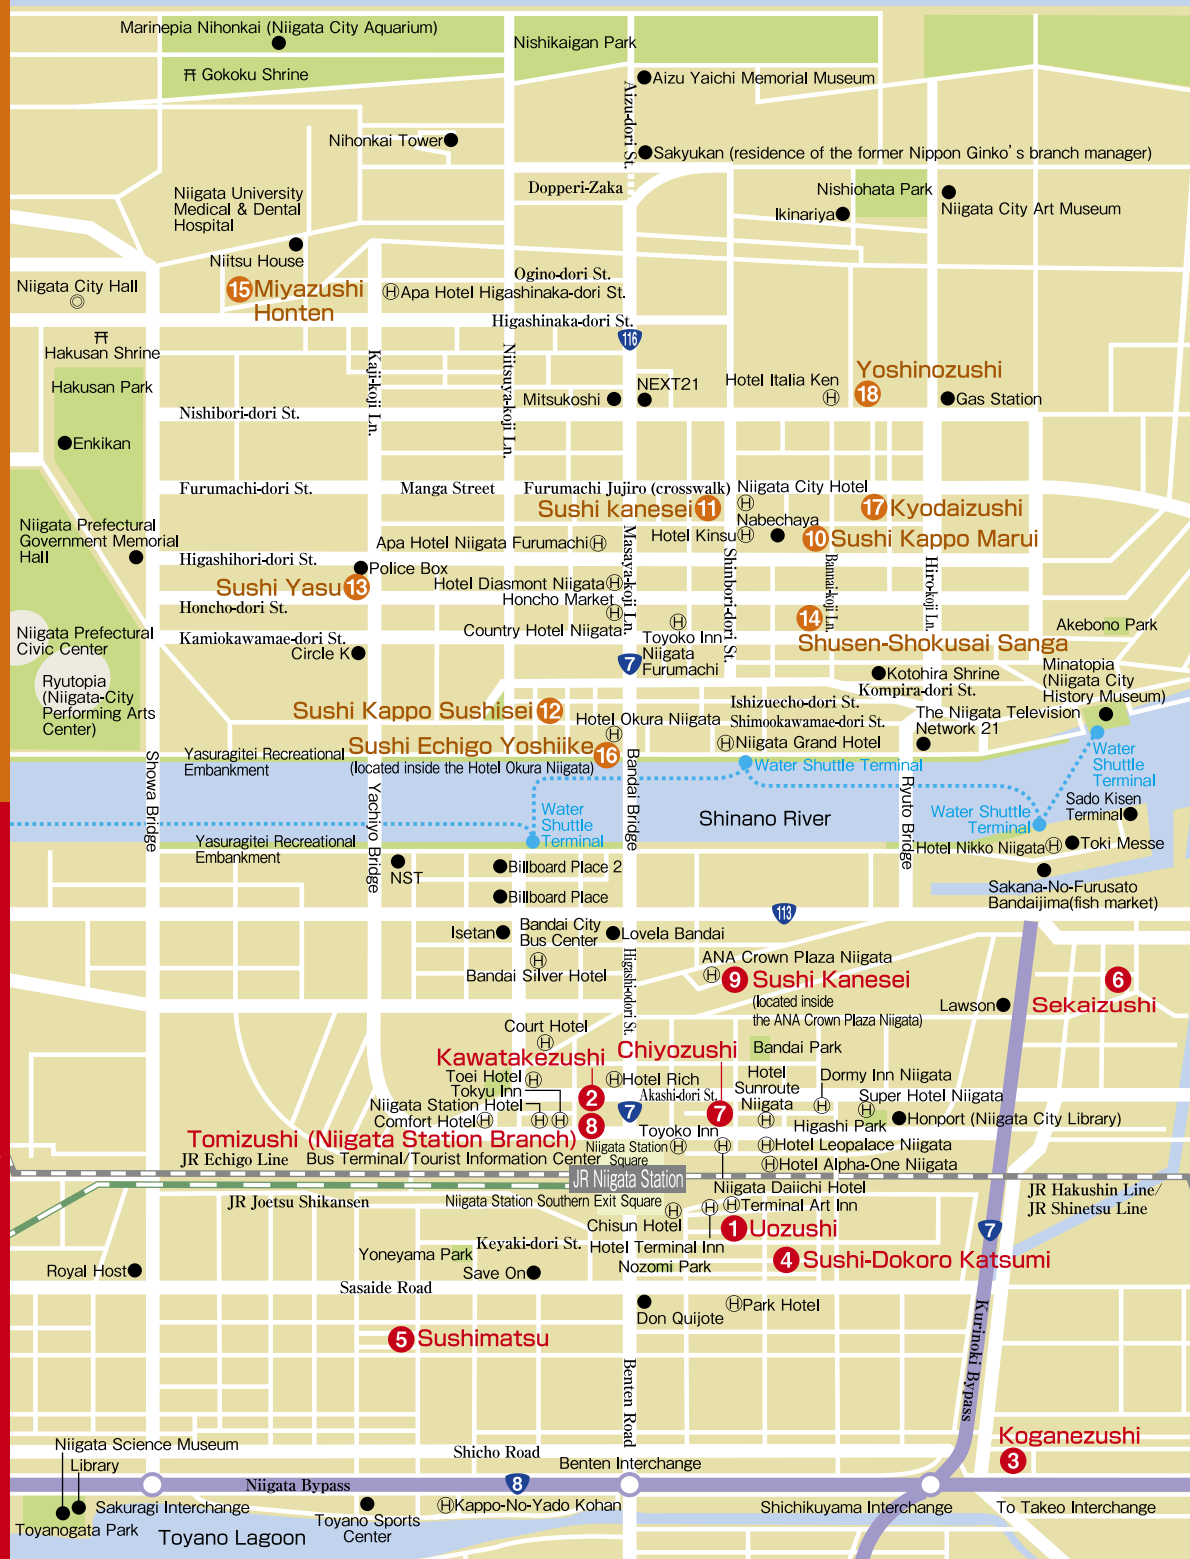 Marinepia Nihonkai (Niigata City Aquarium)
Nishikaigan Park
Gokoku Shrine
Aizu Yaichi Memorial Museum
Aizu-dori St.
Nihonkai Tower
Sakyukan (residence of the former Nippon Ginko's branch manager)
Dopperi-Zaka
Nishiohata Park
Niigata University
Medical & Dental
Hospital
Ikinariya
Niigata City Art Museum
Niitsu House
Ogino-dori St.
Niigata City Hall
15 Miyazushi
Honten
H Apa Hotel Higashinaka-dori St.
Higashinaka-dori St.
116
Hakusan Shrine
Kaji-koji Ln.
Niitsuya-koji Ln.
Yoshinozushi
18
Hakusan Park
NEXT21
Hotel Italia Ken
H
Mitsukoshi
Gas Station
Nishibori-dori St.
Enkikan
Furumachi-dori St.
Manga Street
Furumachi Jujiro (crosswalk)
Niigata City Hotel
H
Sushi kanesei 11
17 Kyodaizushi
Niigata Prefectural
Government Memorial
Hall
Nabechaya
Hotel Kinsu H
10 Sushi Kappo Marui
Apa Hotel Niigata Furumachi H
Masaya-koji Ln.
Shinbori-dori St.
Bannai-koji Ln.
Hiro-koji Ln.
Higashihori-dori St.
Police Box
Sushi Yasu 13
Hotel Diasmont Niigata H
Honcho Market
H
Honcho-dori St.
14
Shusen-Shokusai Sanga
Akebono Park
Niigata Prefectural
Civic Center
Kamiokawamae-dori St.
Circle K
Country Hotel Niigata
H
Toyoko Inn
Niigata
Furumachi
7
Kotohira Shrine
Kompira-dori St.
Minatopia
(Niigata City
History Museum)
Ryutopia
(Niigata-City
Performing Arts
Center)
Sushi Kappo Sushisei 12
Ishizuecho-dori St.
Hotel Okura Niigata
H
Shimookawamae-dori St.
The Niigata Television
Network 21
H Niigata Grand Hotel
Sushi Echigo Yoshiike 16
(located inside the Hotel Okura Niigata)
Yasuragitei Recreational
Embankment
Showa Bridge
Yachiyo Bridge
Bandai Bridge
Ryuto Bridge
Water Shuttle Terminal
Water
Shuttle
Terminal
Water
Shuttle
Terminal
Shinano River
Water Shuttle
Terminal
Sado Kisen
Terminal
Yasuragitei Recreational
Embankment
Hotel Nikko Niigata H
Toki Messe
NST
Billboard Place 2
Billboard Place
Sakana-No-Furusato
Bandaijima(fish market)
113
Isetan
Bandai City
Bus Center
Lovela Bandai
H
Bandai Silver Hotel
Higashi-odori St.
ANA Crown Plaza Niigata
H
9 Sushi Kanesei
(located inside
the ANA Crown Plaza Niigata)
6
Sekaizushi
Lawson
Court Hotel
H
Kawatakezushi
Chiyozushi
Bandai Park
Toei Hotel H
Tokyu Inn
Niigata Station Hotel
Comfort Hotel H
H H
2
H Hotel Rich
Akashi-dori St.
7
7
Hotel
Sunroute
Niigata
H
Dormy Inn Niigata
H
Super Hotel Niigata
H
Higashi Park
Honport (Niigata City Library)
8
Tomizushi (Niigata Station Branch)
Toyoko Inn
H
H
H Hotel Leopalace Niigata
Niigata Station
Square
JR Echigo Line
Bus Terminal/Tourist Information Center
H Hotel Alpha-One Niigata
JR Niigata Station
JR Joetsu Shikansen
Niigata Station Southern Exit Square
H
Niigata Daiichi Hotel
H
H Terminal Art Inn
JR Hakushin Line/
JR Shinetsu Line
Chisun Hotel
1 Uozushi
7
Yoneyama Park
Keyaki-dori St.
Hotel Terminal Inn
Nozomi Park
4 Sushi-Dokoro Katsumi
Royal Host
Save On
Sasaide Road
H Park Hotel
Don Quijote
5 Sushimatsu
Kurinoki Bypass
Benten Road
Koganezushi
3
Niigata Science Museum
Library
Shicho Road
Benten Interchange
Niigata Bypass
8
Sakuragi Interchange
Toyanogata Park
Toyano Lagoon
Toyano Sports
Center
H Kappo-No-Yado Kohan
Shichikuyama Interchange
To Takeo Interchange